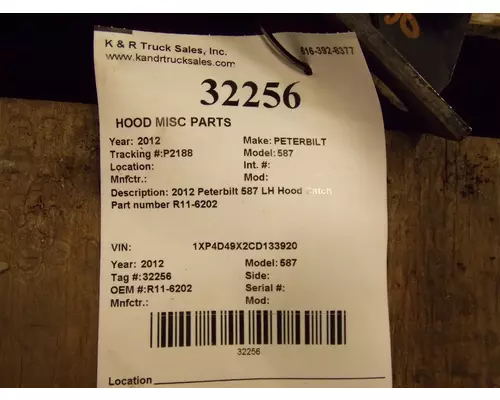 K & R Truck Sales, Inc. 816-392-8377
www.kandrtrucksales.com
32256
HOOD MISC PARTS
Year: 2012 Make: PETERBILT
Tracking #:P2188 Model: 587
Location: Int. #:
Mnfctr.: Mod:
Description: 2012 Peterbilt 587 LH Hood Catch
Part number R11-6202
VIN: 1XP4D49X2CD133920
Year: 2012 Model: 587
Tag #: 32256 Side:
OEM #:R11-6202 Serial #:
Mnfctr.: Mod:
32256
Location